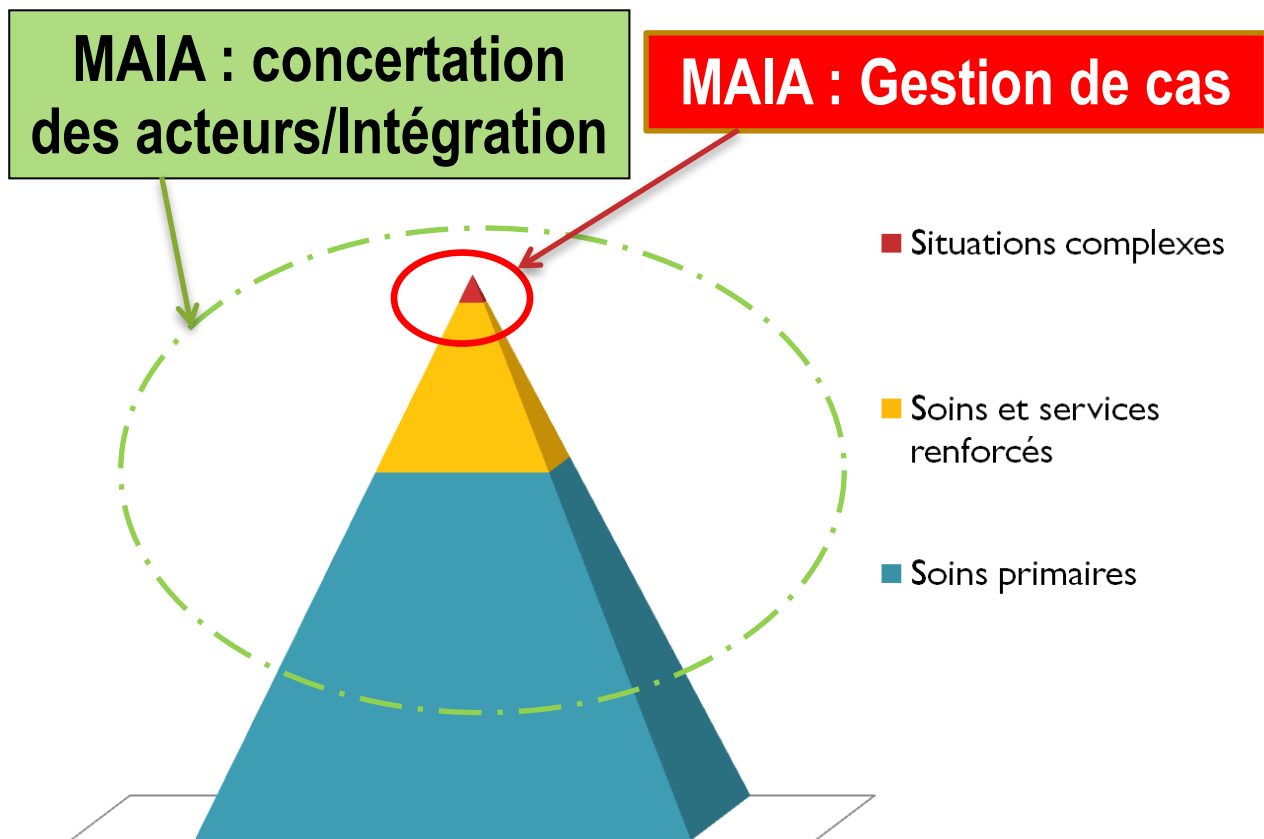 MAIA : concertation
des acteurs/Intégration
MAIA : Gestion de cas
Situations complexes
Soins et services
renforcés
Soins primaires